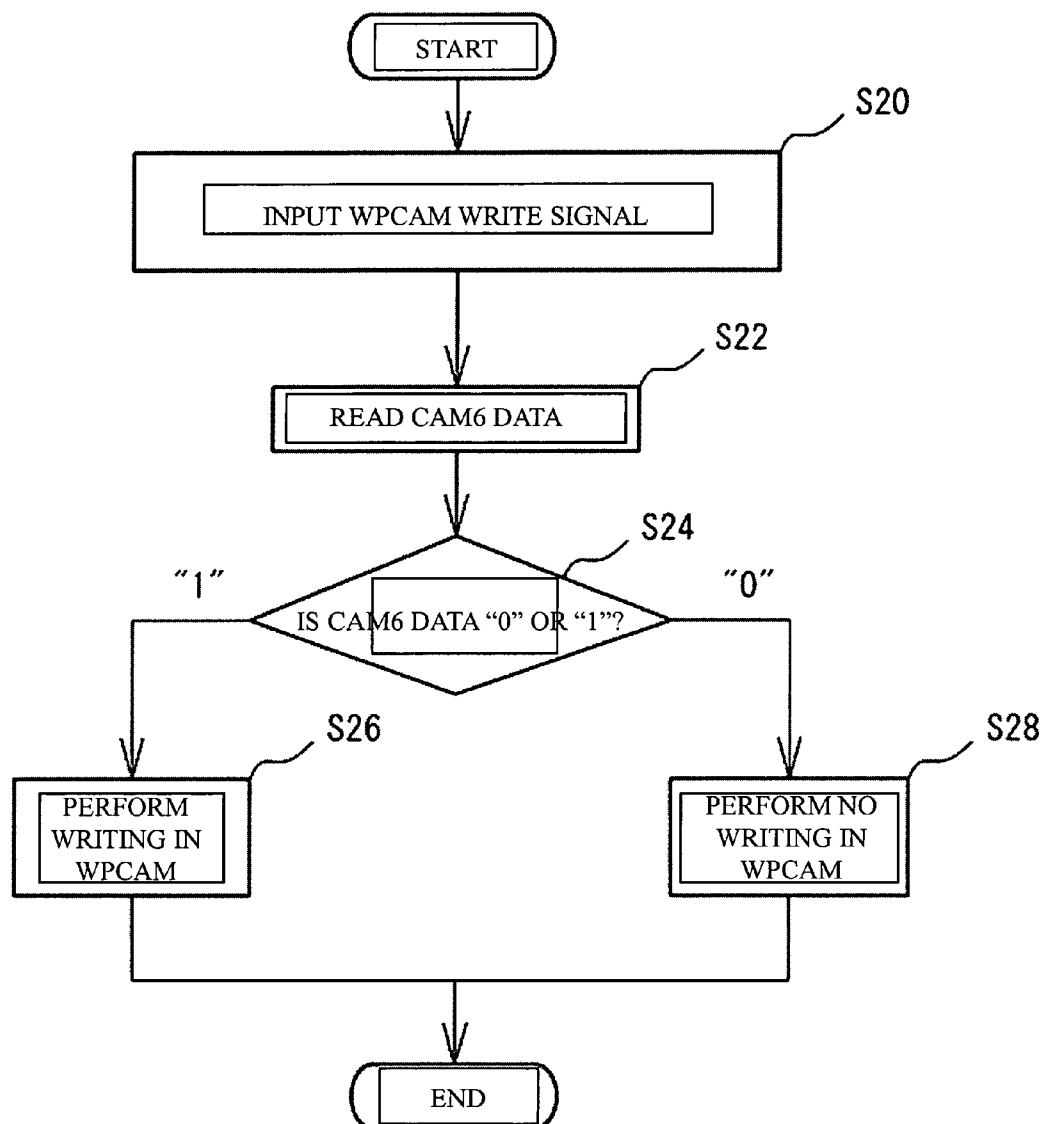 START
S20
INPUT WPCAM WRITE SIGNAL
S22
READ CAM6 DATA
S24
"1"
"0"
IS CAM6 DATA “0” OR “1”?
S26
S28
PERFORM
WRITING IN
WPCAM
PERFORM NO
WRITING IN
WPCAM
END